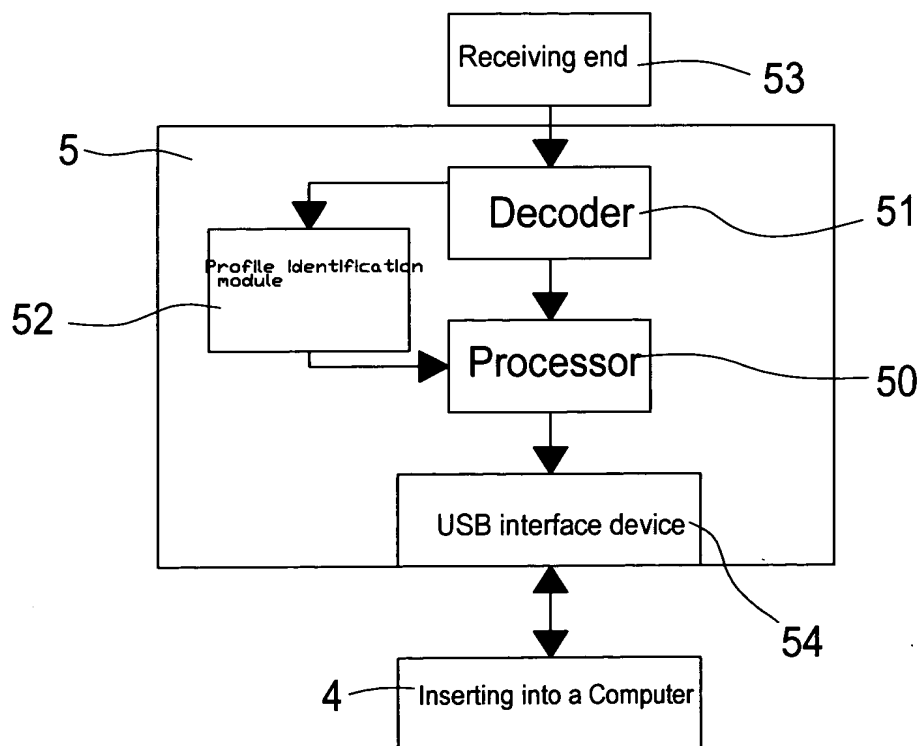 Receiving end
53
5
Decoder
51
Profile identification
module
52
Processor
50
USB interface device
54
4
Inserting into a Computer